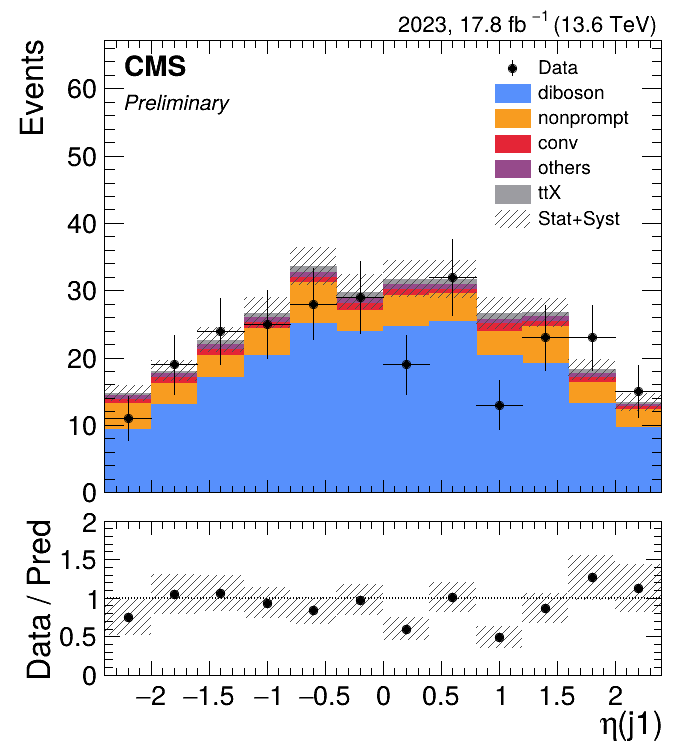 2023, 17.8 fb⁻¹ (13.6 TeV)
CMS
Preliminary
Events
Data
diboson
nonprompt
conv
others
ttX
Stat+Syst
60
50
40
30
20
10
0
Data / Pred
2
1.5
1
0.5
0
−2 −1.5 −1 −0.5 0 0.5 1 1.5 2
η(j1)